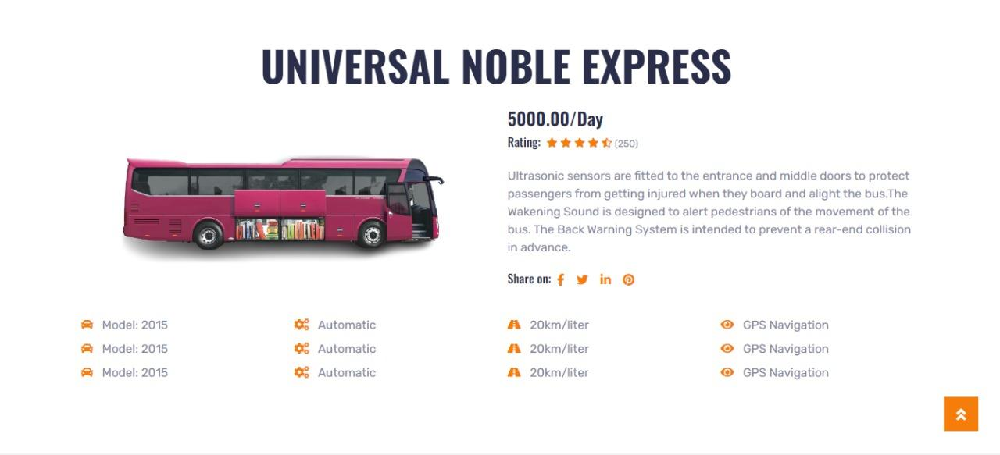 UNIVERSAL NOBLE EXPRESS
5000.00/Day
Rating: (250)
Ultrasonic sensors are fitted to the entrance and middle doors to protect
passengers from getting injured when they board and alight the bus.The
Wakening Sound is designed to alert pedestrians of the movement of the
bus. The Back Warning System is intended to prevent a rear-end collision
in advance.
Share on:
Model: 2015 Automatic 20km/liter GPS Navigation
Model: 2015 Automatic 20km/liter GPS Navigation
Model: 2015 Automatic 20km/liter GPS Navigation